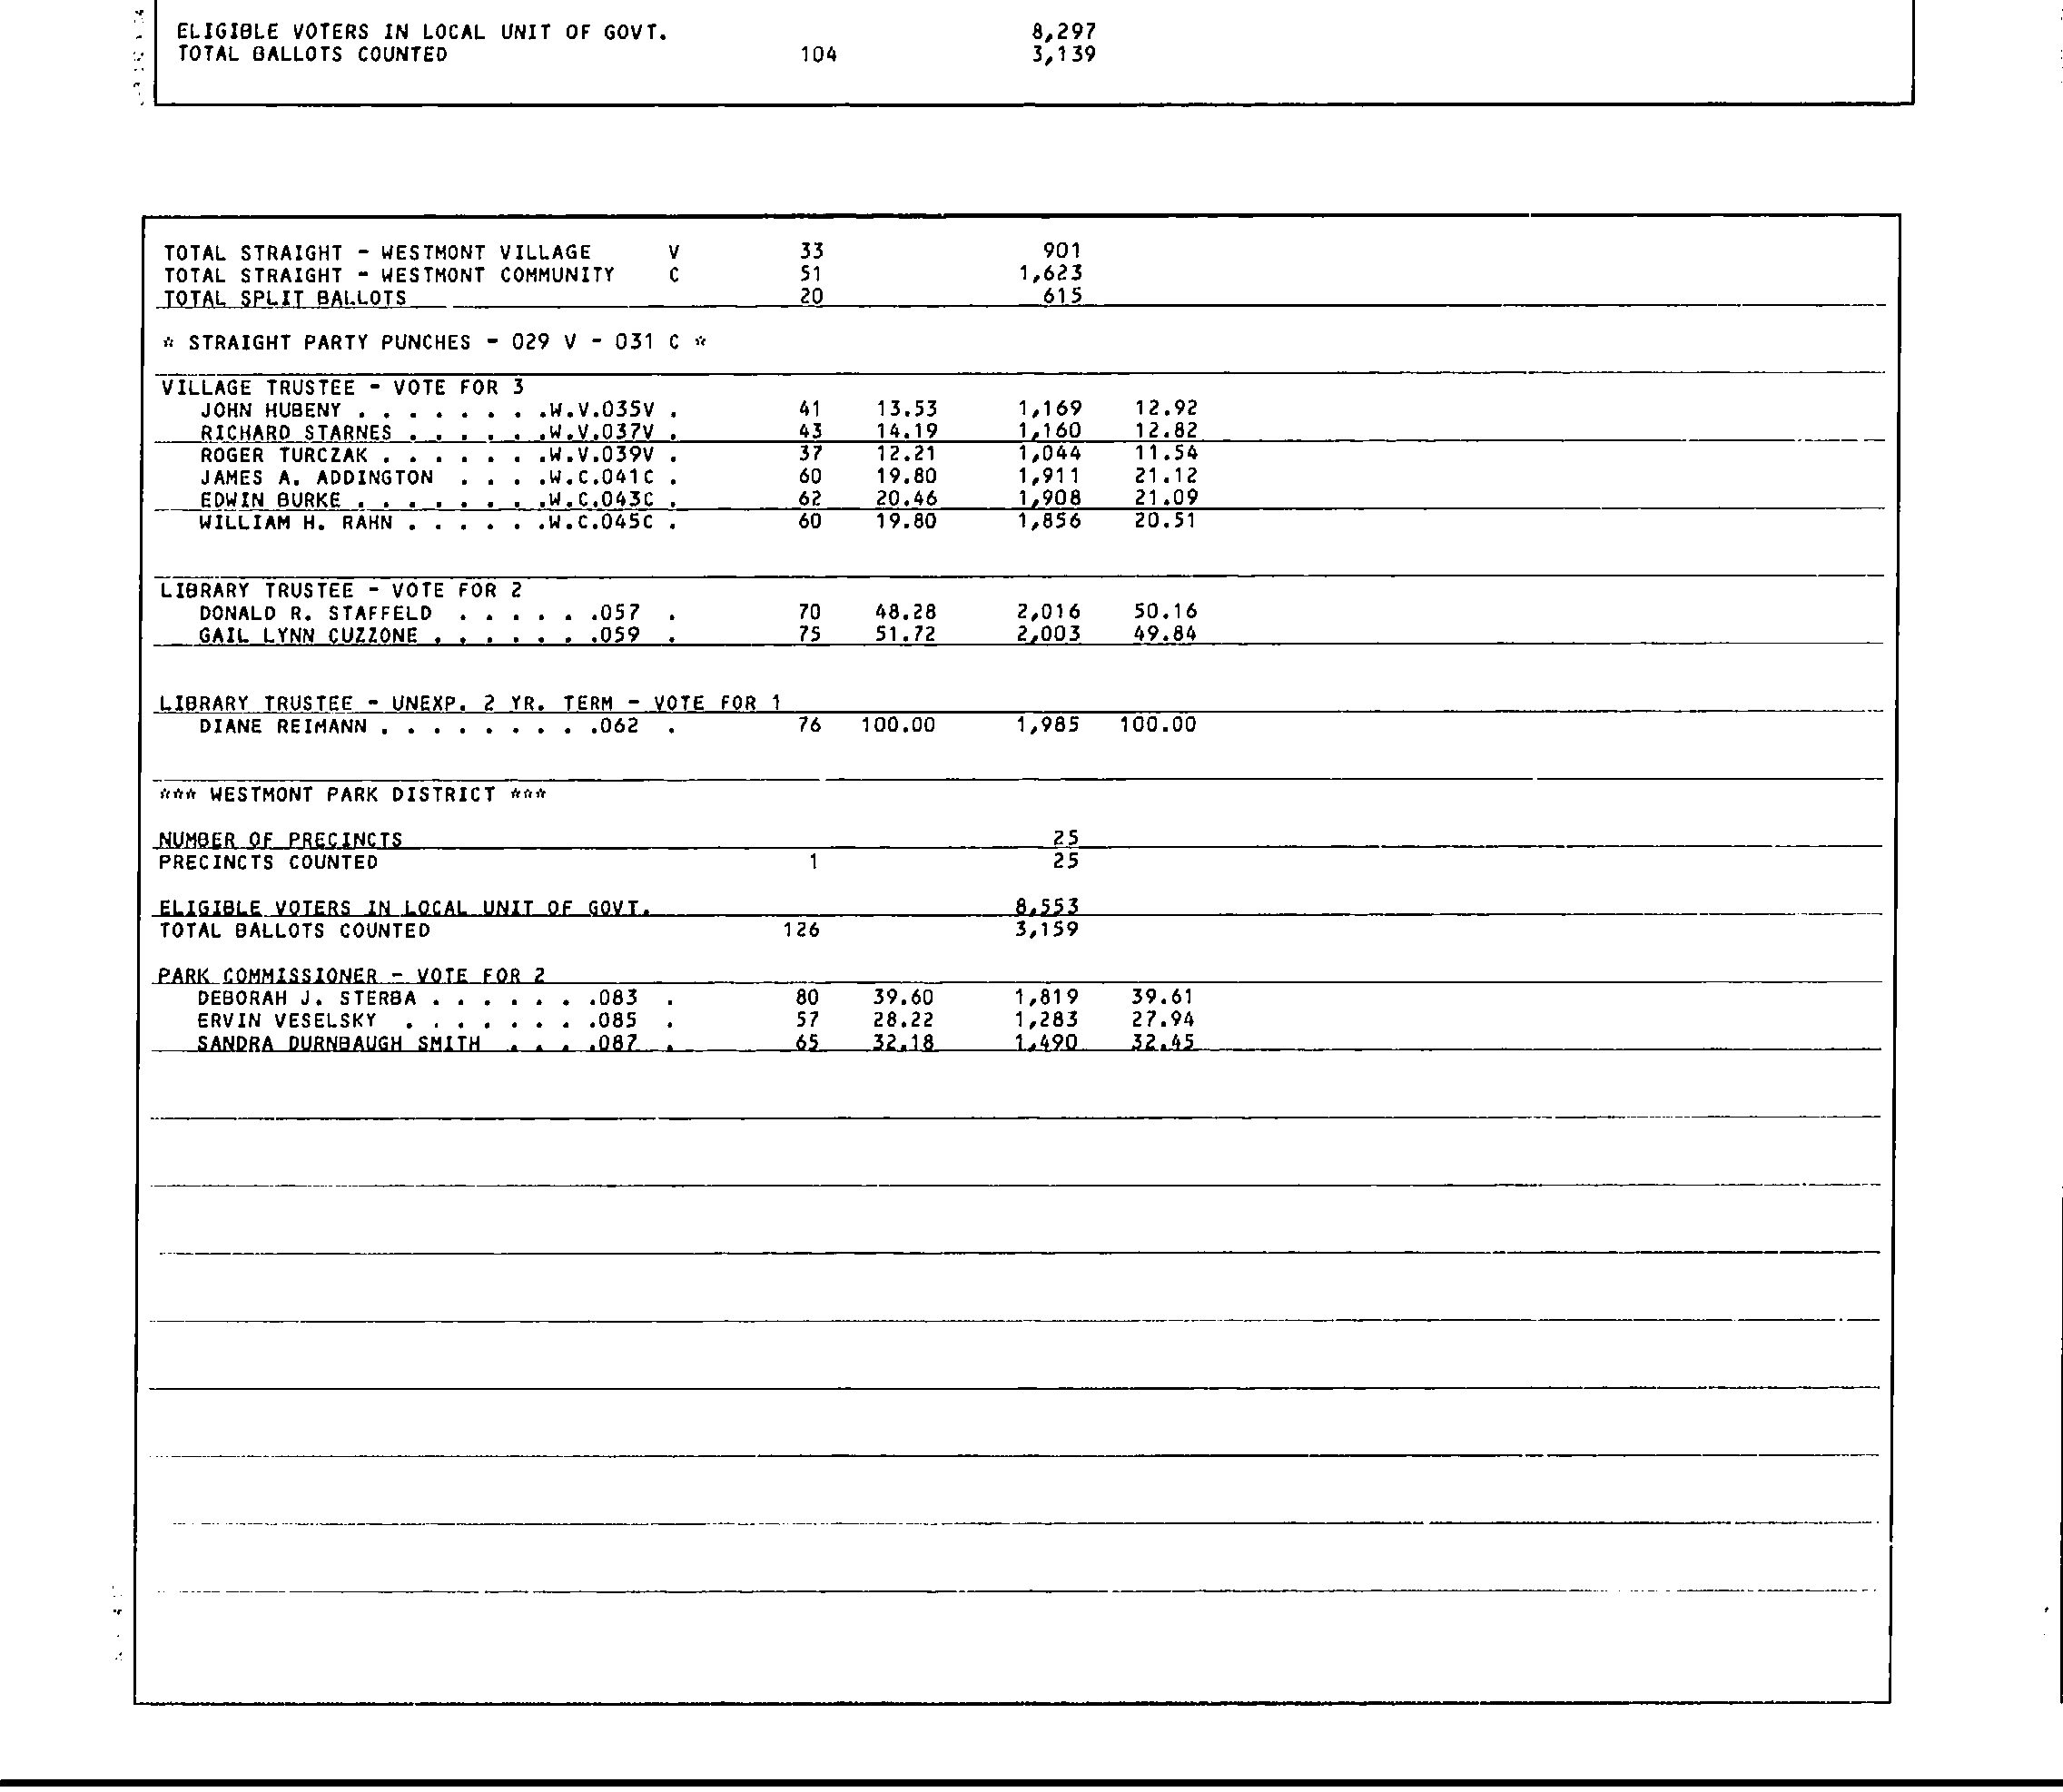 ELIGIBLE VOTERS IN LOCAL UNIT OF GOVT. 8,297
TOTAL BALLOTS COUNTED 104 3,139
TOTAL STRAIGHT - WESTMONT VILLAGE V 33 901
TOTAL STRAIGHT - WESTMONT COMMUNITY C 51 1,623
TOTAL SPLIT BALLOTS 20 615
* STRAIGHT PARTY PUNCHES - 029 V - 031 C *
VILLAGE TRUSTEE - VOTE FOR 3
JOHN HUBENY . . . . . . . .W.V.035V . 41 13.53 1,169 12.92
RICHARD STARNES . . . . . .W.V.037V . 43 14.19 1,160 12.82
ROGER TURCZAK . . . . . . .W.V.039V . 37 12.21 1,044 11.54
JAMES A. ADDINGTON . . . .W.C.041C . 60 19.80 1,911 21.12
EDWIN BURKE . . . . . . . .W.C.043C . 62 20.46 1,908 21.09
WILLIAM H. RAHN . . . . . .W.C.045C . 60 19.80 1,856 20.51
LIBRARY TRUSTEE - VOTE FOR 2
DONALD R. STAFFELD . . . . . .057 . 70 48.28 2,016 50.16
GAIL LYNN CUZZONE . . . . . . .059 . 75 51.72 2,003 49.84
LIBRARY TRUSTEE - UNEXP. 2 YR. TERM - VOTE FOR 1
DIANE REIMANN . . . . . . . . .062 . 76 100.00 1,985 100.00
*** WESTMONT PARK DISTRICT ***
NUMBER OF PRECINCTS 25
PRECINCTS COUNTED 1 25
ELIGIBLE VOTERS IN LOCAL UNIT OF GOVT. 8,553
TOTAL BALLOTS COUNTED 126 3,159
PARK COMMISSIONER - VOTE FOR 2
DEBORAH J. STERBA . . . . . . .083 . 80 39.60 1,819 39.61
ERVIN VESELSKY . . . . . . . .085 . 57 28.22 1,283 27.94
SANDRA DURNBAUGH SMITH . . . .087 . 65 32.18 1,490 32.45